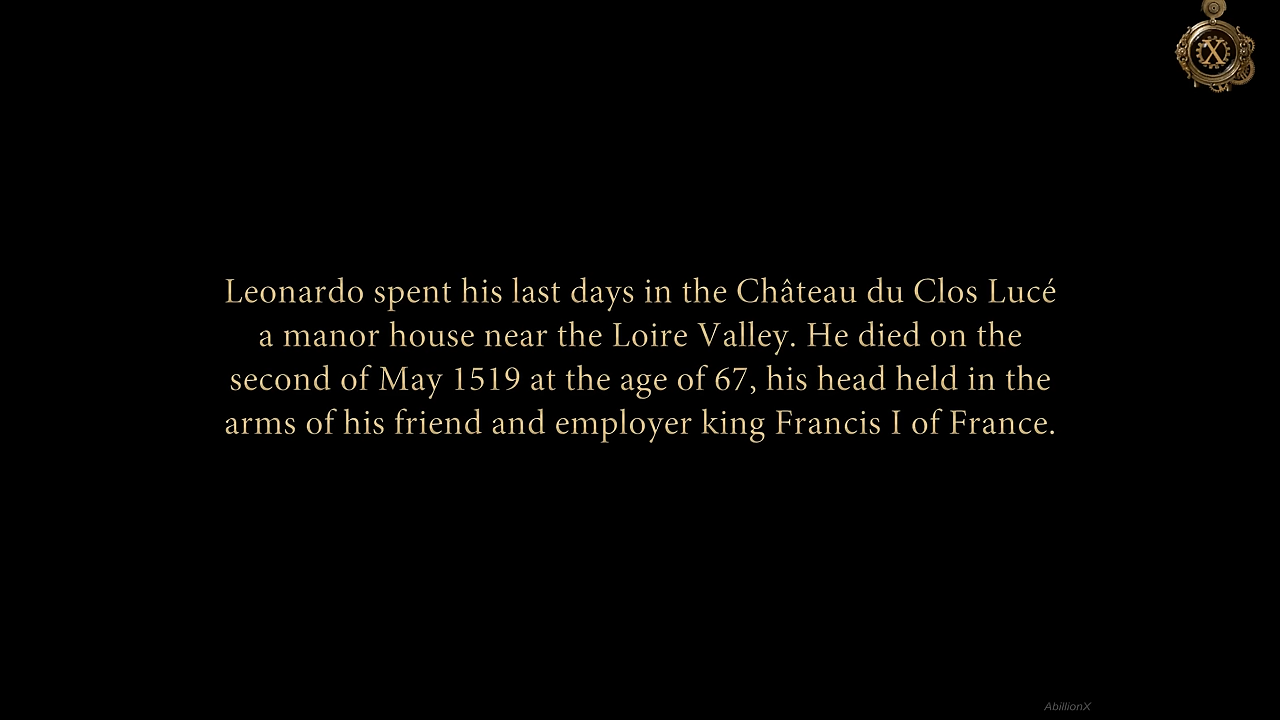 X
Leonardo spent his last days in the Château du Clos Lucé
a manor house near the Loire Valley. He died on the
second of May 1519 at the age of 67, his head held in the
arms of his friend and employer king Francis I of France.
AbillionX